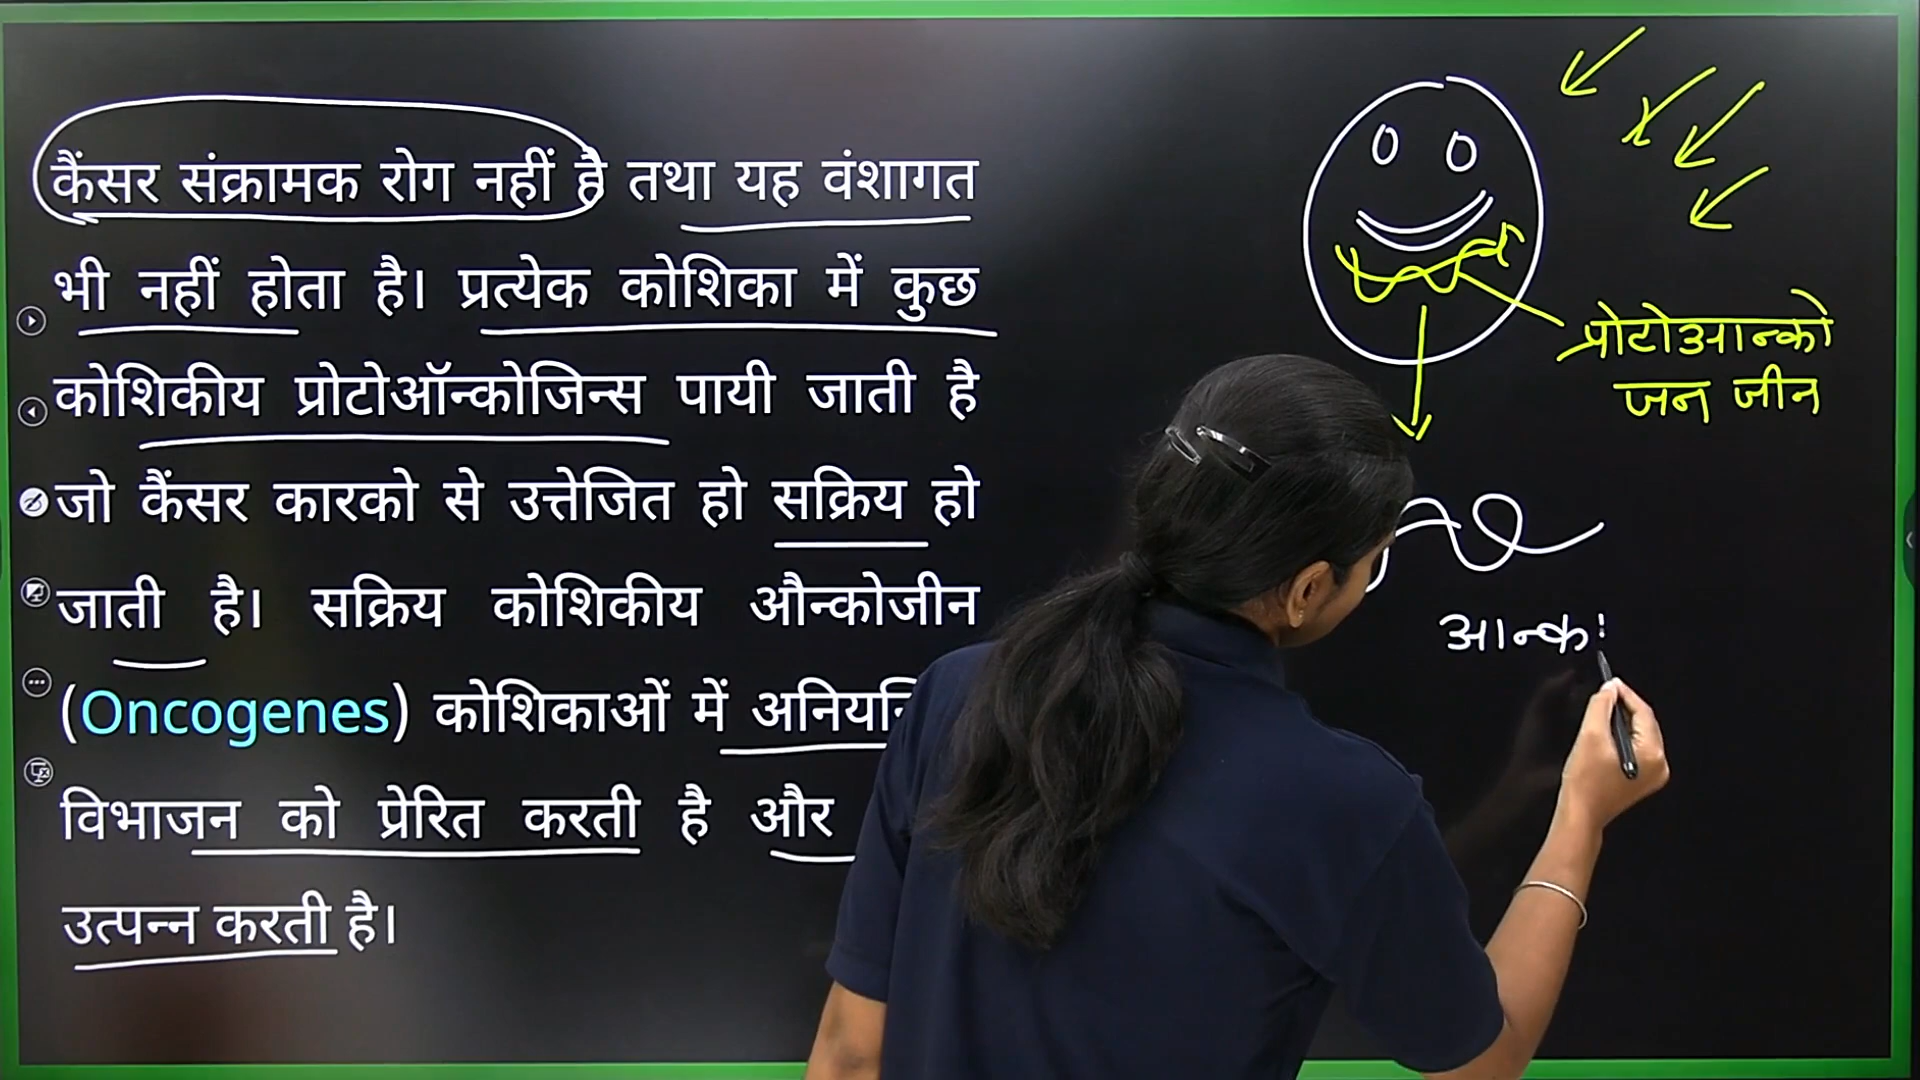 कैंसर संक्रामक रोग नहीं है तथा यह वंशागत
भी नहीं होता है। प्रत्येक कोशिका में कुछ
कोशिकीय प्रोटोऑन्कोजिन्स पायी जाती है
जो कैंसर कारको से उत्तेजित हो सक्रिय हो
जाती है। सक्रिय कोशिकीय औन्कोजीन
(Oncogenes) कोशिकाओं में
विभाजन को प्रेरित करती है और
उत्पन्न करती है।
प्रोटोआन्को
जन जीन
आन्क